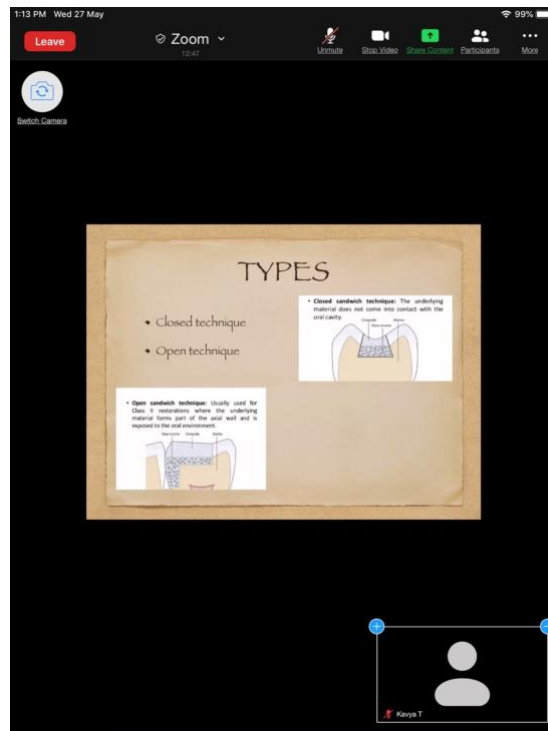 1:13 PM Wed 27 May
99%
Leave
Zoom
12:47
Unmute
Stop Video
Share Content
Participants
More
Switch Camera
TYPES
• Closed technique
• Open technique
• Closed sandwich technique: The underlying
material does not come into contact with the
oral cavity.
• Open sandwich technique: Usually used for
Class II restorations where the underlying
material forms part of the axial wall and is
exposed to the oral environment.
Kavya T